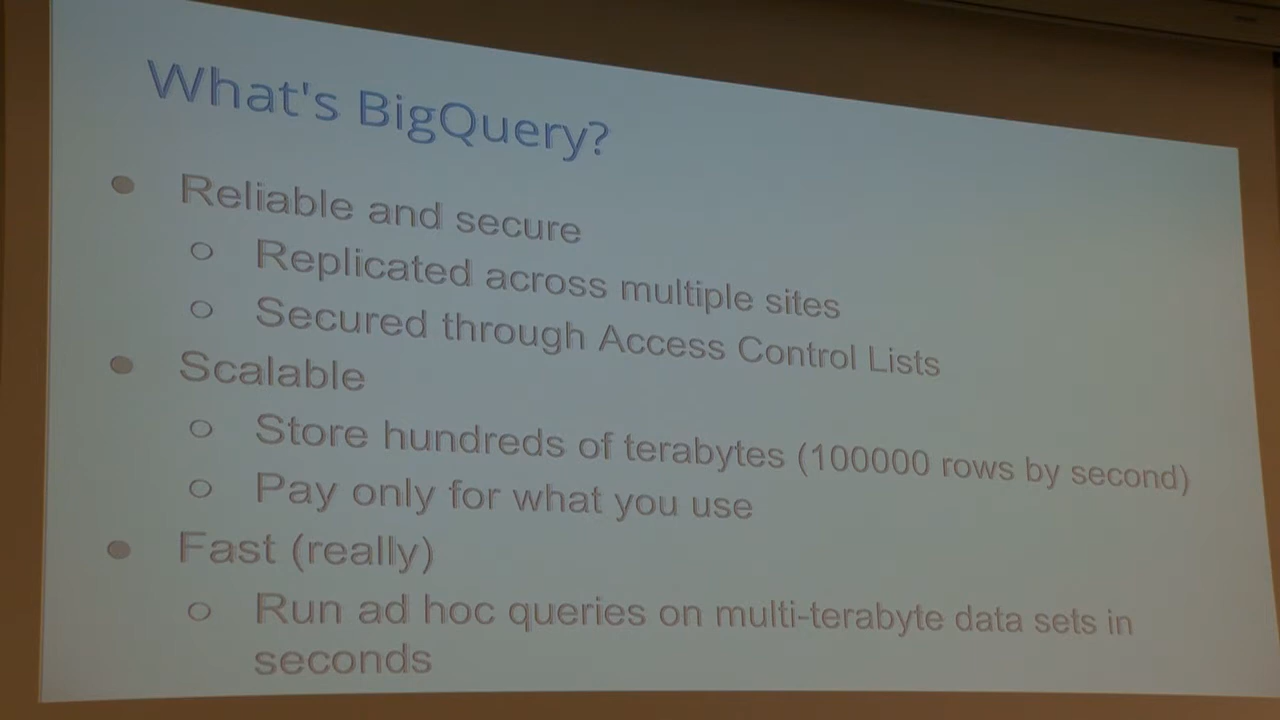 What's BigQuery?
● Reliable and secure
○ Replicated across multiple sites
○ Secured through Access Control Lists
● Scalable
○ Store hundreds of terabytes (100000 rows by second)
○ Pay only for what you use
● Fast (really)
○ Run ad hoc queries on multi-terabyte data sets in
seconds